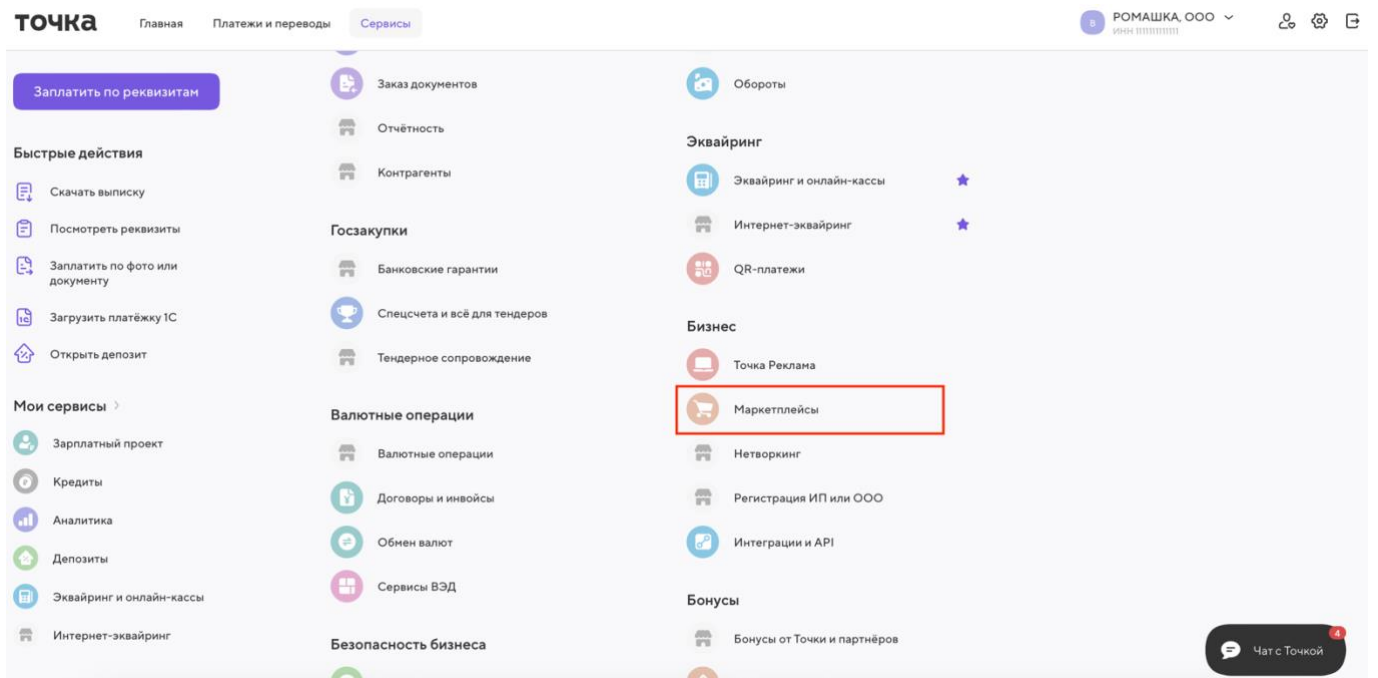 точка
Главная
Платежи и переводы
Сервисы
В
РОМАШКА, ООО
ИНН 111111111111
Заплатить по реквизитам
Быстрые действия
Скачать выписку
Посмотреть реквизиты
Заплатить по фото или
документу
1С
Загрузить платёжку 1С
Открыть депозит
Мои сервисы
Зарплатный проект
Кредиты
Аналитика
Депозиты
Эквайринг и онлайн-кассы
Интернет-эквайринг
Заказ документов
Отчётность
Контрагенты
Госзакупки
Банковские гарантии
Спецсчета и всё для тендеров
Тендерное сопровождение
Валютные операции
Валютные операции
Договоры и инвойсы
Обмен валют
Сервисы ВЭД
Безопасность бизнеса
Обороты
Эквайринг
Эквайринг и онлайн-кассы
Интернет-эквайринг
QR-платежи
Бизнес
Точка Реклама
Маркетплейсы
Нетворкинг
Регистрация ИП или ООО
Интеграции и API
Бонусы
Бонусы от Точки и партнёров
4
Чат с Точкой